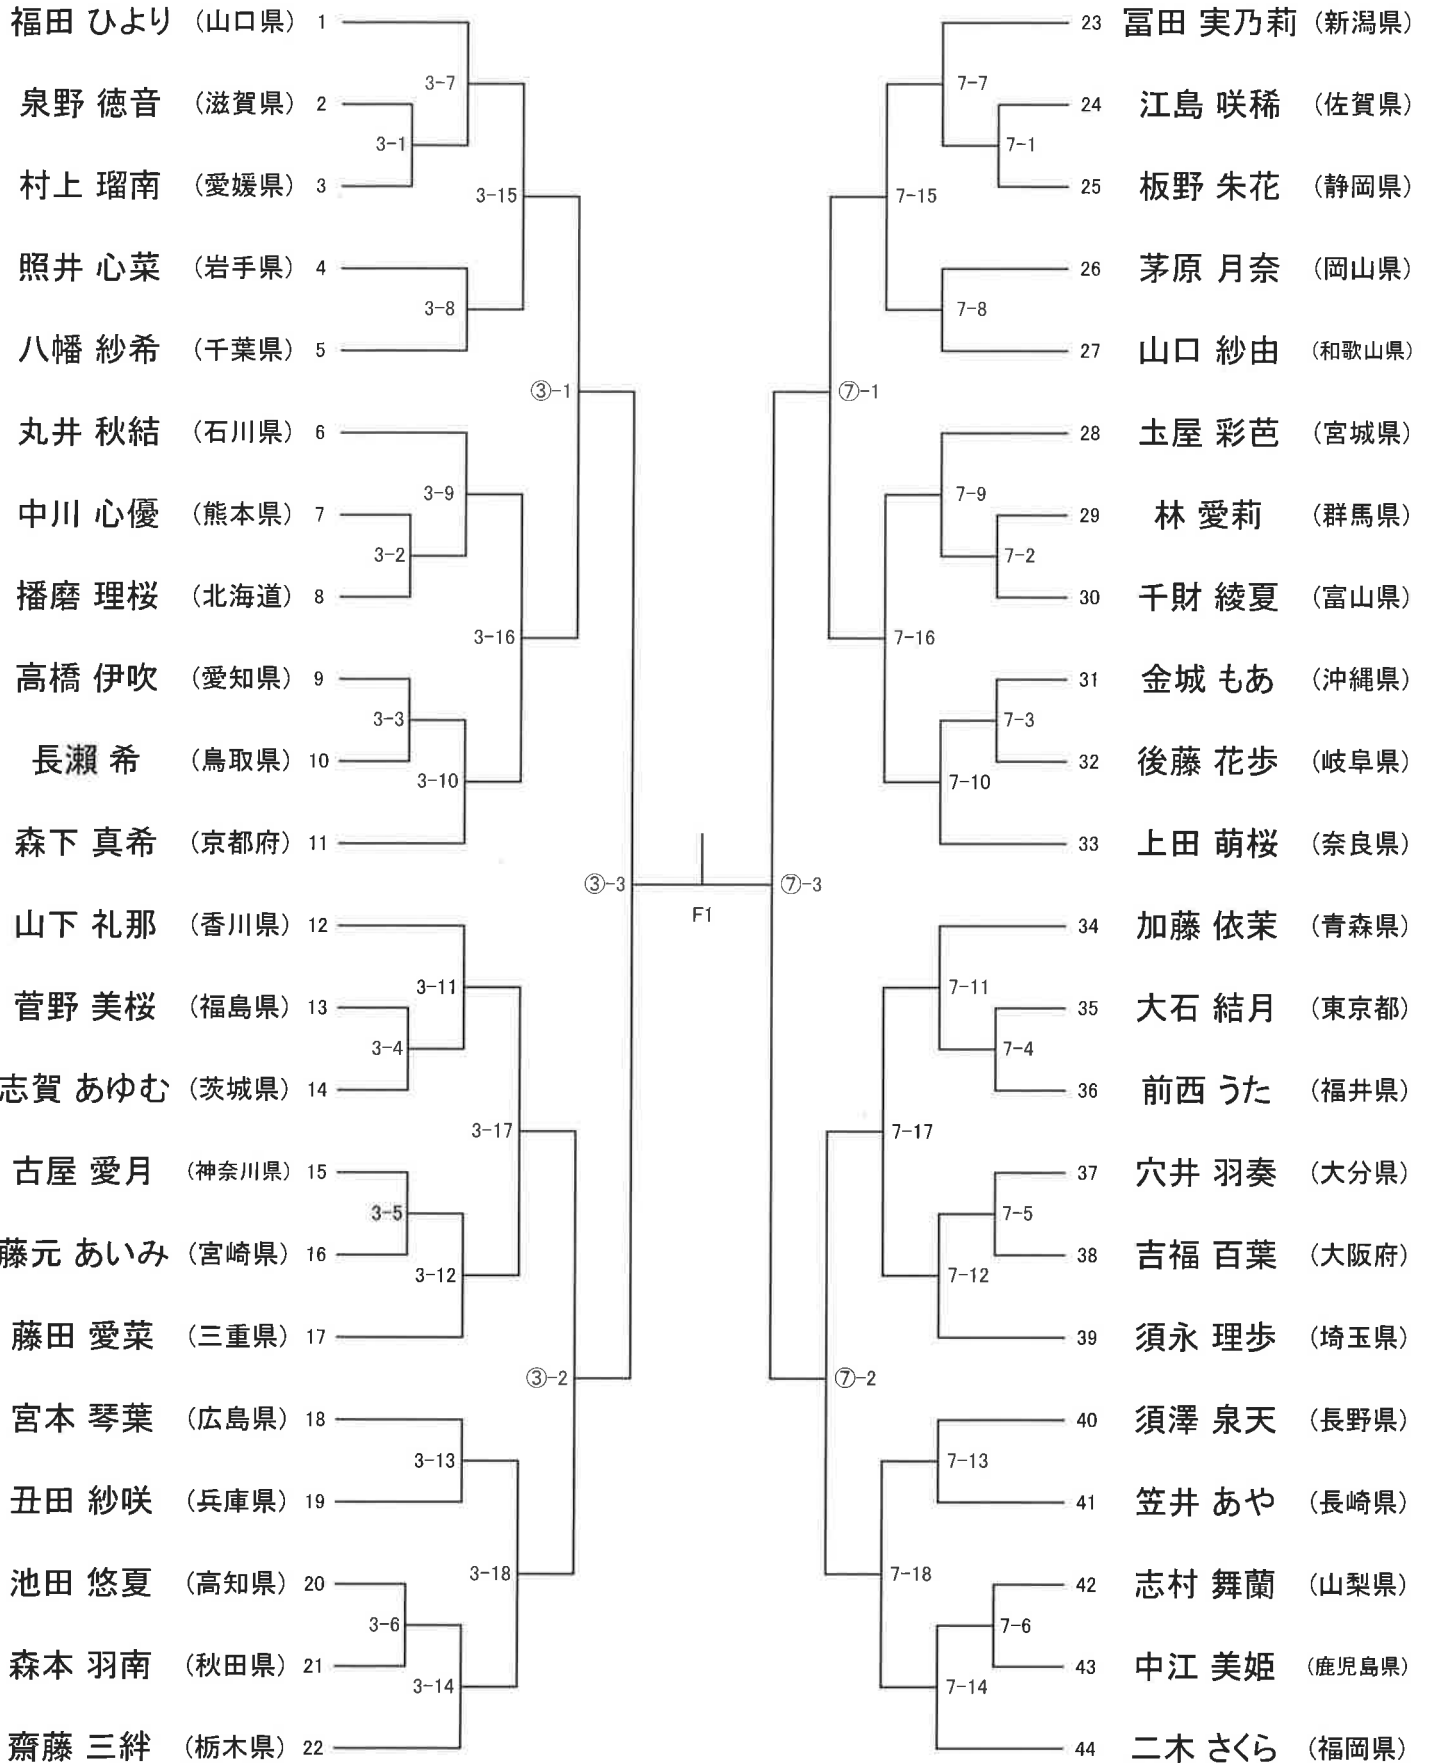 福田 ひより (山口県) 1
3-7
泉野 徳音 (滋賀県) 2
3-1
村上 瑠南 (愛媛県) 3
3-15
照井 心菜 (岩手県) 4
3-8
八幡 紗希 (千葉県) 5
③-1
丸井 秋結 (石川県) 6
3-9
中川 心優 (熊本県) 7
3-2
播磨 理桜 (北海道) 8
3-16
高橋 伊吹 (愛知県) 9
3-3
長瀨 希 (鳥取県) 10
3-10
森下 真希 (京都府) 11
③-3
山下 礼那 (香川県) 12
3-11
菅野 美桜 (福島県) 13
3-4
志賀 あゆむ (茨城県) 14
3-17
古屋 愛月 (神奈川県) 15
3-5
藤元 あいみ (宮崎県) 16
3-12
藤田 愛菜 (三重県) 17
③-2
宮本 琴葉 (広島県) 18
3-13
丑田 紗咲 (兵庫県) 19
3-18
池田 悠夏 (高知県) 20
3-6
森本 羽南 (秋田県) 21
3-14
齋藤 三絆 (栃木県) 22
F1
23 冨田 実乃莉 (新潟県)
7-7
24 江島 咲稀 (佐賀県)
7-1
25 板野 朱花 (静岡県)
7-15
26 茅原 月奈 (岡山県)
7-8
27 山口 紗由 (和歌山県)
⑦-1
28 圡屋 彩芭 (宮城県)
7-9
29 林 愛莉 (群馬県)
7-2
30 千財 綾夏 (富山県)
7-16
31 金城 もあ (沖縄県)
7-3
32 後藤 花歩 (岐阜県)
7-10
33 上田 萌桜 (奈良県)
⑦-3
34 加藤 依茉 (青森県)
7-11
35 大石 結月 (東京都)
7-4
36 前西 うた (福井県)
7-17
37 穴井 羽奏 (大分県)
7-5
38 吉福 百葉 (大阪府)
7-12
39 須永 理歩 (埼玉県)
⑦-2
40 須澤 泉天 (長野県)
7-13
41 笠井 あや (長崎県)
7-18
42 志村 舞蘭 (山梨県)
7-6
43 中江 美姫 (鹿児島県)
7-14
44 二木 さくら (福岡県)